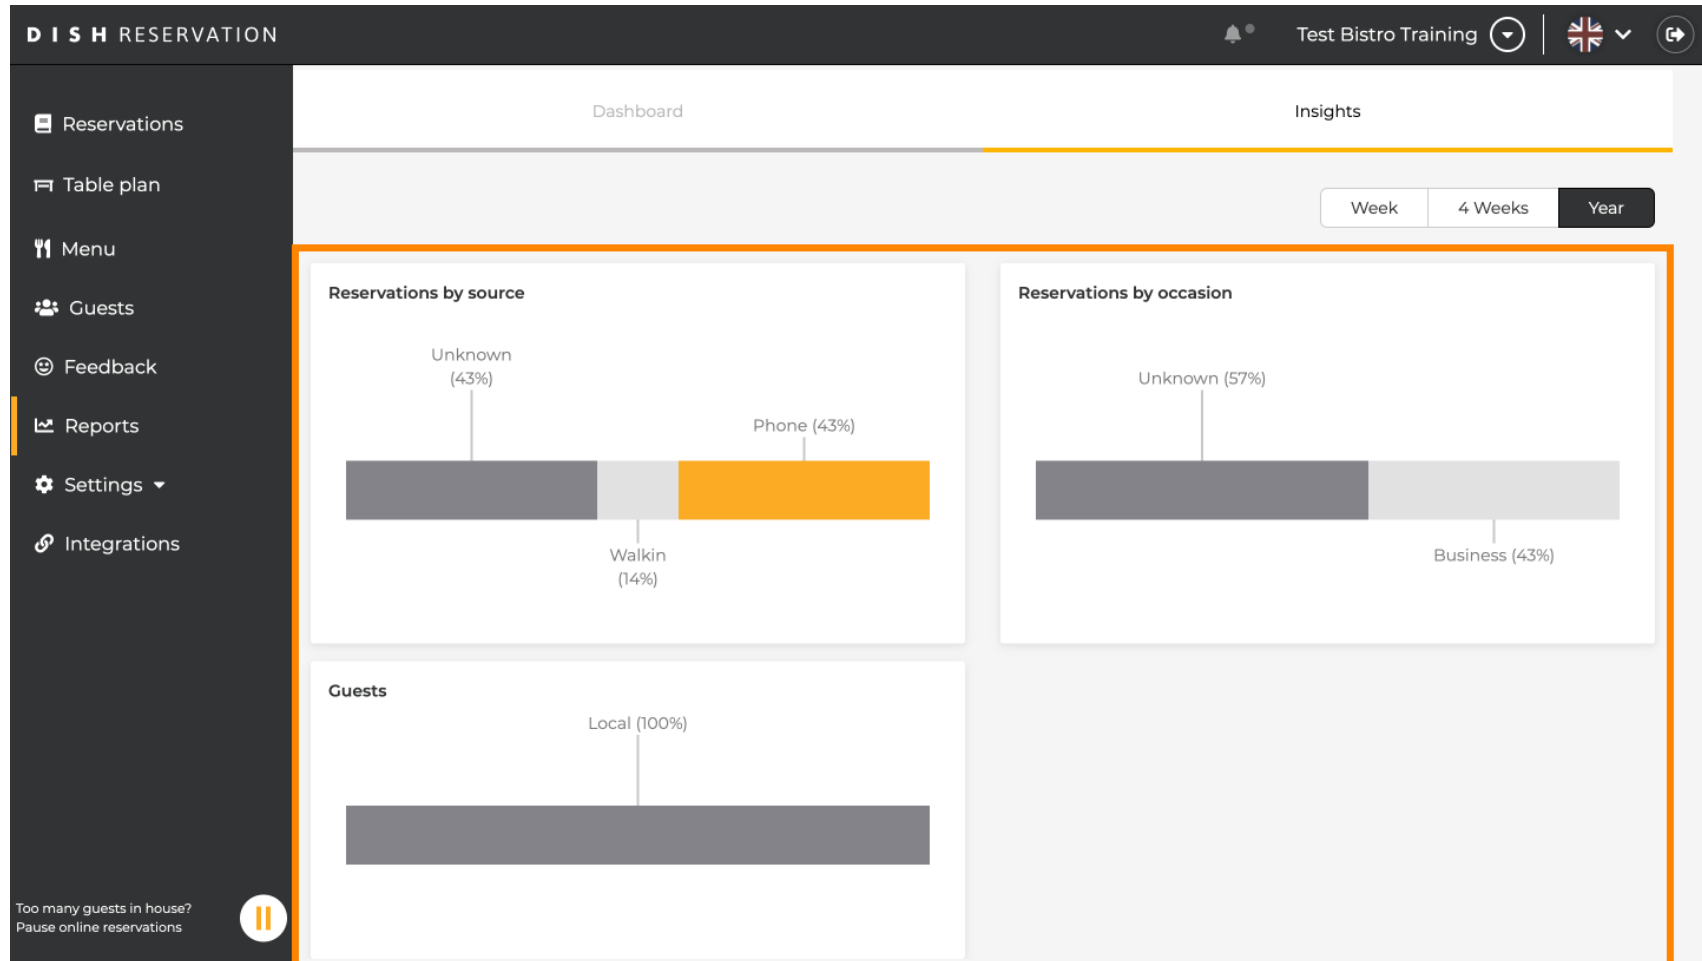 DISH RESERVATION
Test Bistro Training
Reservations
Table plan
Menu
Guests
Feedback
Reports
Settings
Integrations
Too many guests in house?
Pause online reservations
Dashboard
Insights
Week
4 Weeks
Year
Reservations by source
Unknown
(43%)
Phone (43%)
Walkin
(14%)
Reservations by occasion
Unknown (57%)
Business (43%)
Guests
Local (100%)